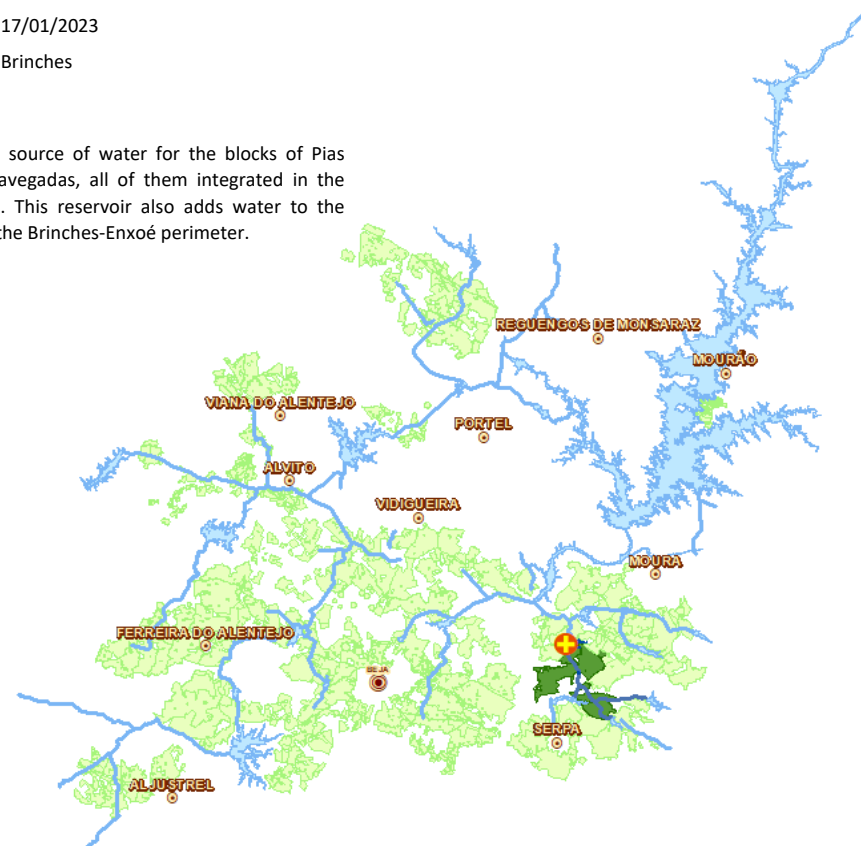 17/01/2023
Brinches
source of water for the blocks of Pias
avegadas, all of them integrated in the
. This reservoir also adds water to the
the Brinches-Enxoé perimeter.
REGUENGOS DE MONSARAZ
MOURÃO
VIANA DO ALENTEJO
PORTEL
ALVITO
VIDIGUEIRA
MOURA
FERREIRA DO ALENTEJO
BEJA
SERPA
ALJUSTREL